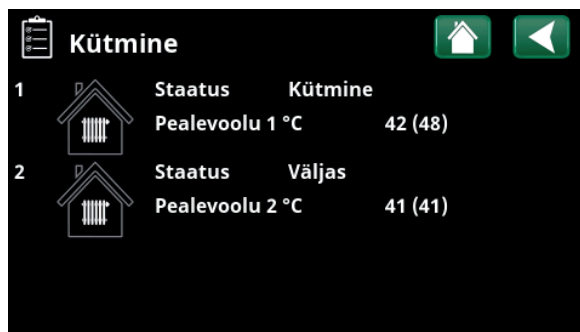 Kütmine
1 Staatus Kütmine
Pealevoolu 1 °C 42 (48)
2 Staatus Väljas
Pealevoolu 2 °C 41 (41)